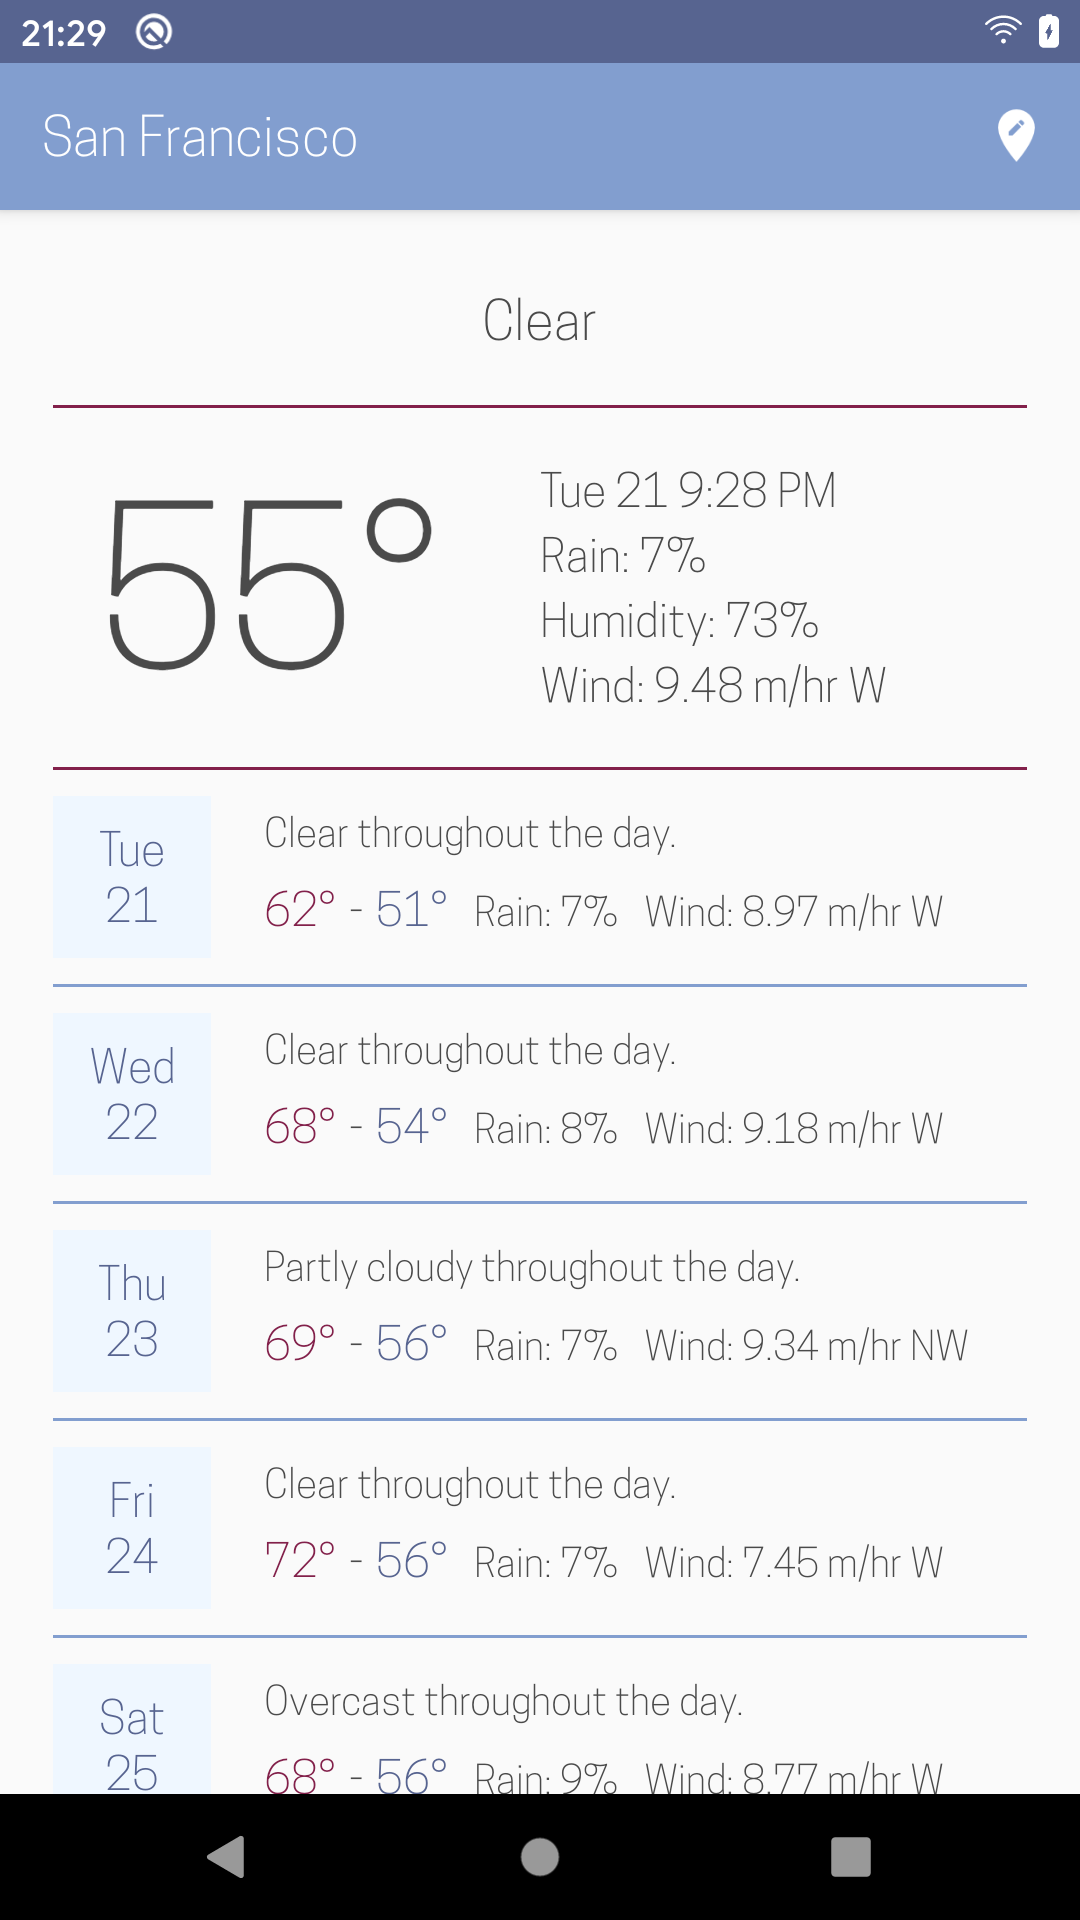 21:29
San Francisco
Clear
55°
Tue 21 9:28 PM
Rain: 7%
Humidity: 73%
Wind: 9.48 m/hr W
Tue
21
Clear throughout the day.
62° - 51° Rain: 7% Wind: 8.97 m/hr W
Wed
22
Clear throughout the day.
68° - 54° Rain: 8% Wind: 9.18 m/hr W
Thu
23
Partly cloudy throughout the day.
69° - 56° Rain: 7% Wind: 9.34 m/hr NW
Fri
24
Clear throughout the day.
72° - 56° Rain: 7% Wind: 7.45 m/hr W
Sat
25
Overcast throughout the day.
68° - 56° Rain: 9% Wind: 8.77 m/hr W